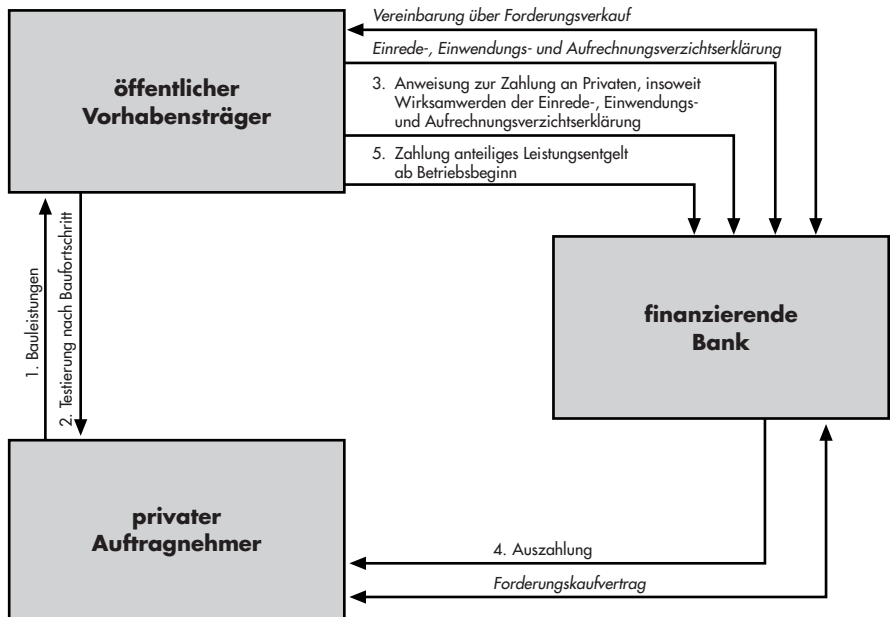 Vereinbarung über Forderungsverkauf
Einrede-, Einwendungs- und Aufrechnungsverzichtserklärung
öffentlicher
Vorhabensträger
3. Anweisung zur Zahlung an Privaten, insoweit
Wirksamwerden der Einrede-, Einwendungs-
und Aufrechnungsverzichtserklärung
5. Zahlung anteiliges Leistungsentgelt
ab Betriebsbeginn
1. Bauleistungen
2. Testierung nach Baufortschritt
finanzierende
Bank
privater
Auftragnehmer
4. Auszahlung
Forderungskaufvertrag